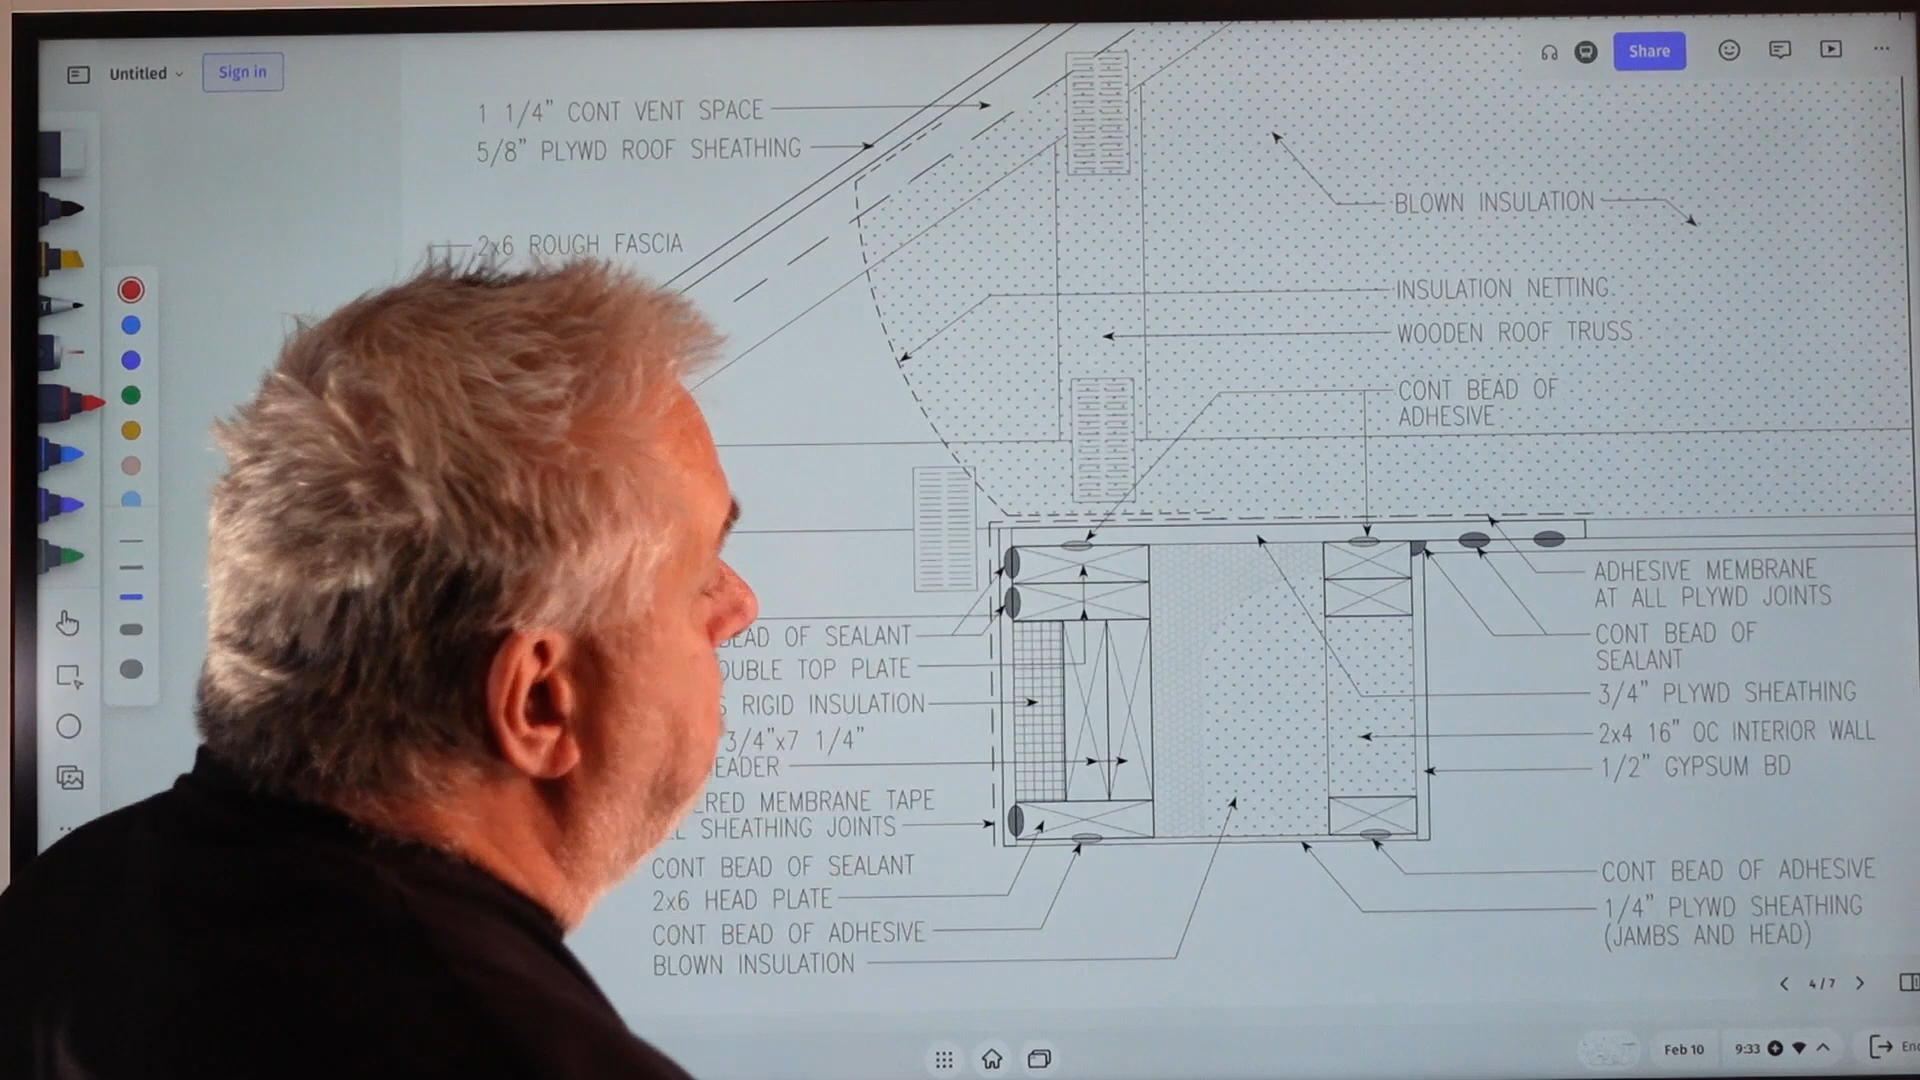 Untitled
Sign in
Share
1 1/4" CONT VENT SPACE
5/8" PLYWD ROOF SHEATHING
2x6 ROUGH FASCIA
BLOWN INSULATION
INSULATION NETTING
WOODEN ROOF TRUSS
CONT BEAD OF
ADHESIVE
BEAD OF SEALANT
OUBLE TOP PLATE
RIGID INSULATION
3/4"x7 1/4"
EADER
ERED MEMBRANE TAPE
SHEATHING JOINTS
CONT BEAD OF SEALANT
2x6 HEAD PLATE
CONT BEAD OF ADHESIVE
BLOWN INSULATION
ADHESIVE MEMBRANE
AT ALL PLYWD JOINTS
CONT BEAD OF
SEALANT
3/4" PLYWD SHEATHING
2x4 16" OC INTERIOR WALL
1/2" GYPSUM BD
CONT BEAD OF ADHESIVE
1/4" PLYWD SHEATHING
(JAMBS AND HEAD)
4/7
Feb 10
9:33